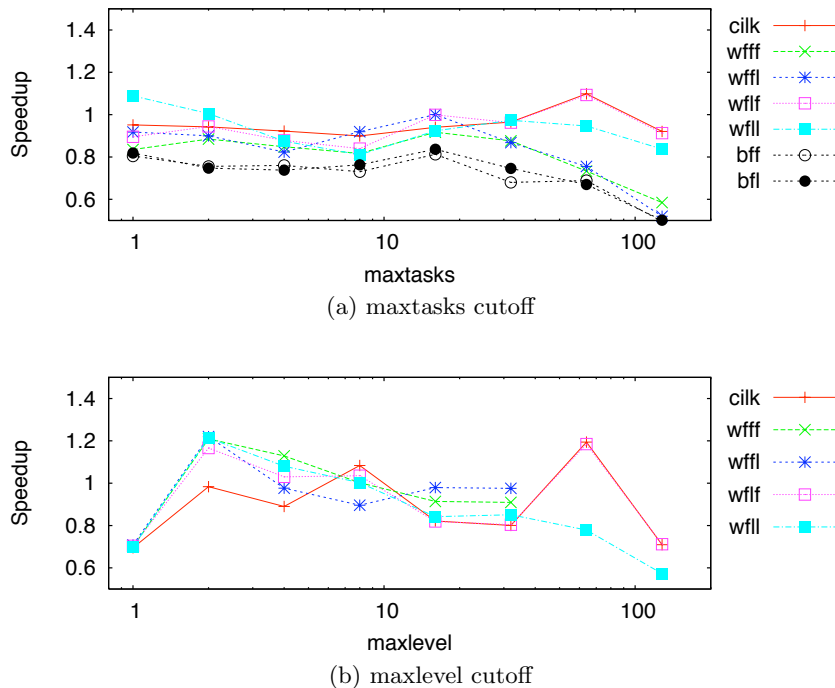 1.4
1.2
1
0.8
0.6
Speedup
1
10
100
maxtasks
cilk
wfff
wffl
wflf
wfll
bff
bfl
(a) maxtasks cutoff
1.4
1.2
1
0.8
0.6
Speedup
1
10
100
maxlevel
cilk
wfff
wffl
wflf
wfll
(b) maxlevel cutoff